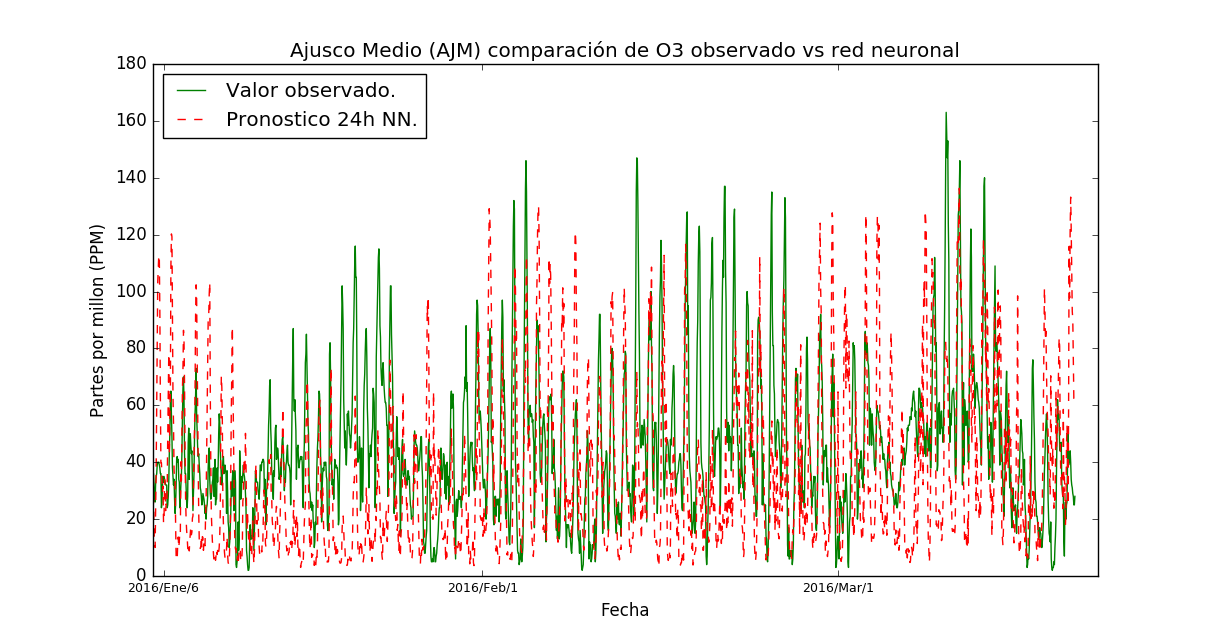 Ajusco Medio (AJM) comparación de O3 observado vs red neuronal
Valor observado.
Pronostico 24h NN.
Partes por millon (PPM)
180
160
140
120
100
80
60
40
20
0
2016/Ene/6
2016/Feb/1
2016/Mar/1
Fecha